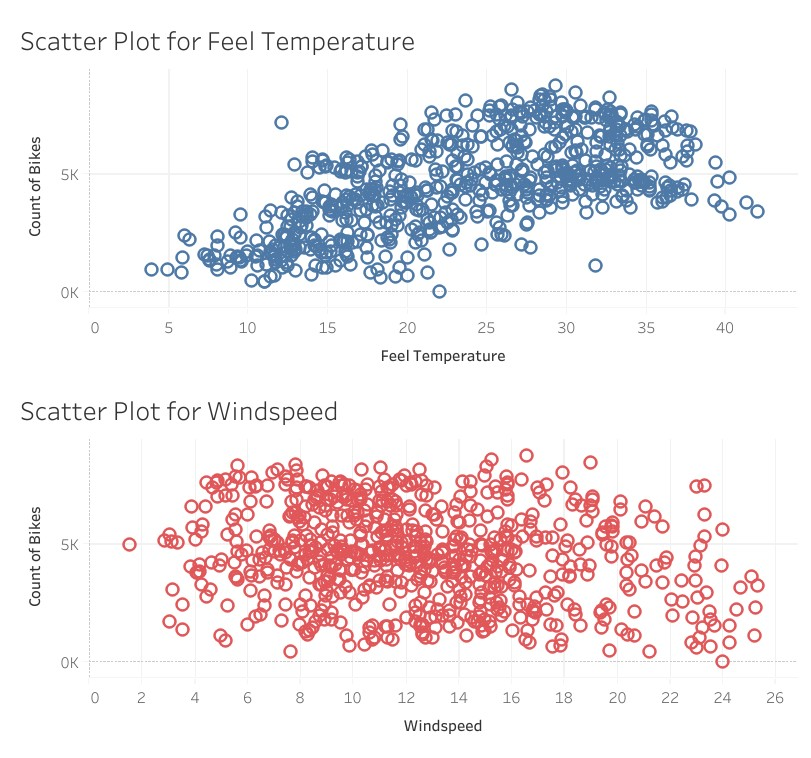 Scatter Plot for Feel Temperature
Count of Bikes
5K
0K
0 5 10 15 20 25 30 35 40
Feel Temperature
Scatter Plot for Windspeed
Count of Bikes
5K
0K
0 2 4 6 8 10 12 14 16 18 20 22 24 26
Windspeed